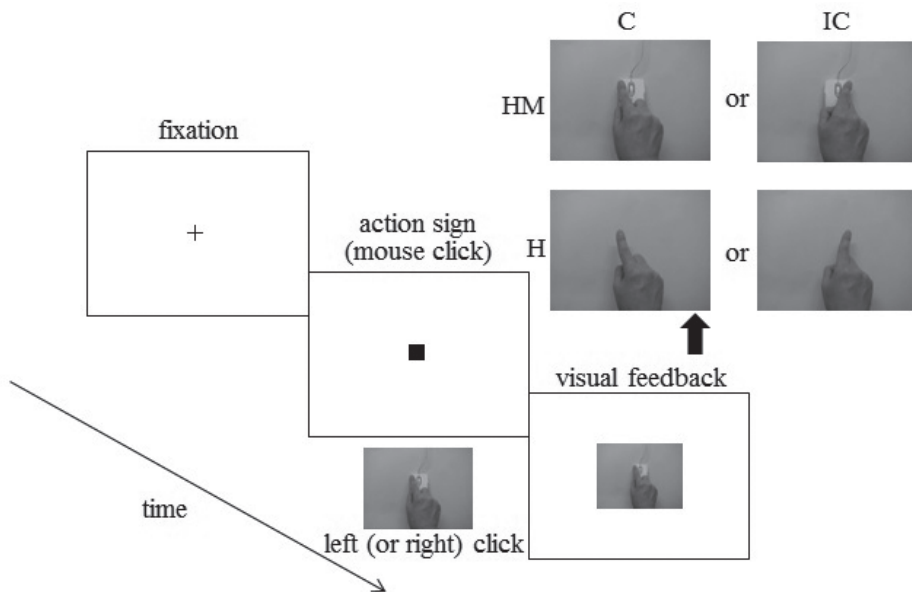 C IC
HM or
fixation
action sign
(mouse click)
H or
visual feedback
time
left (or right) click